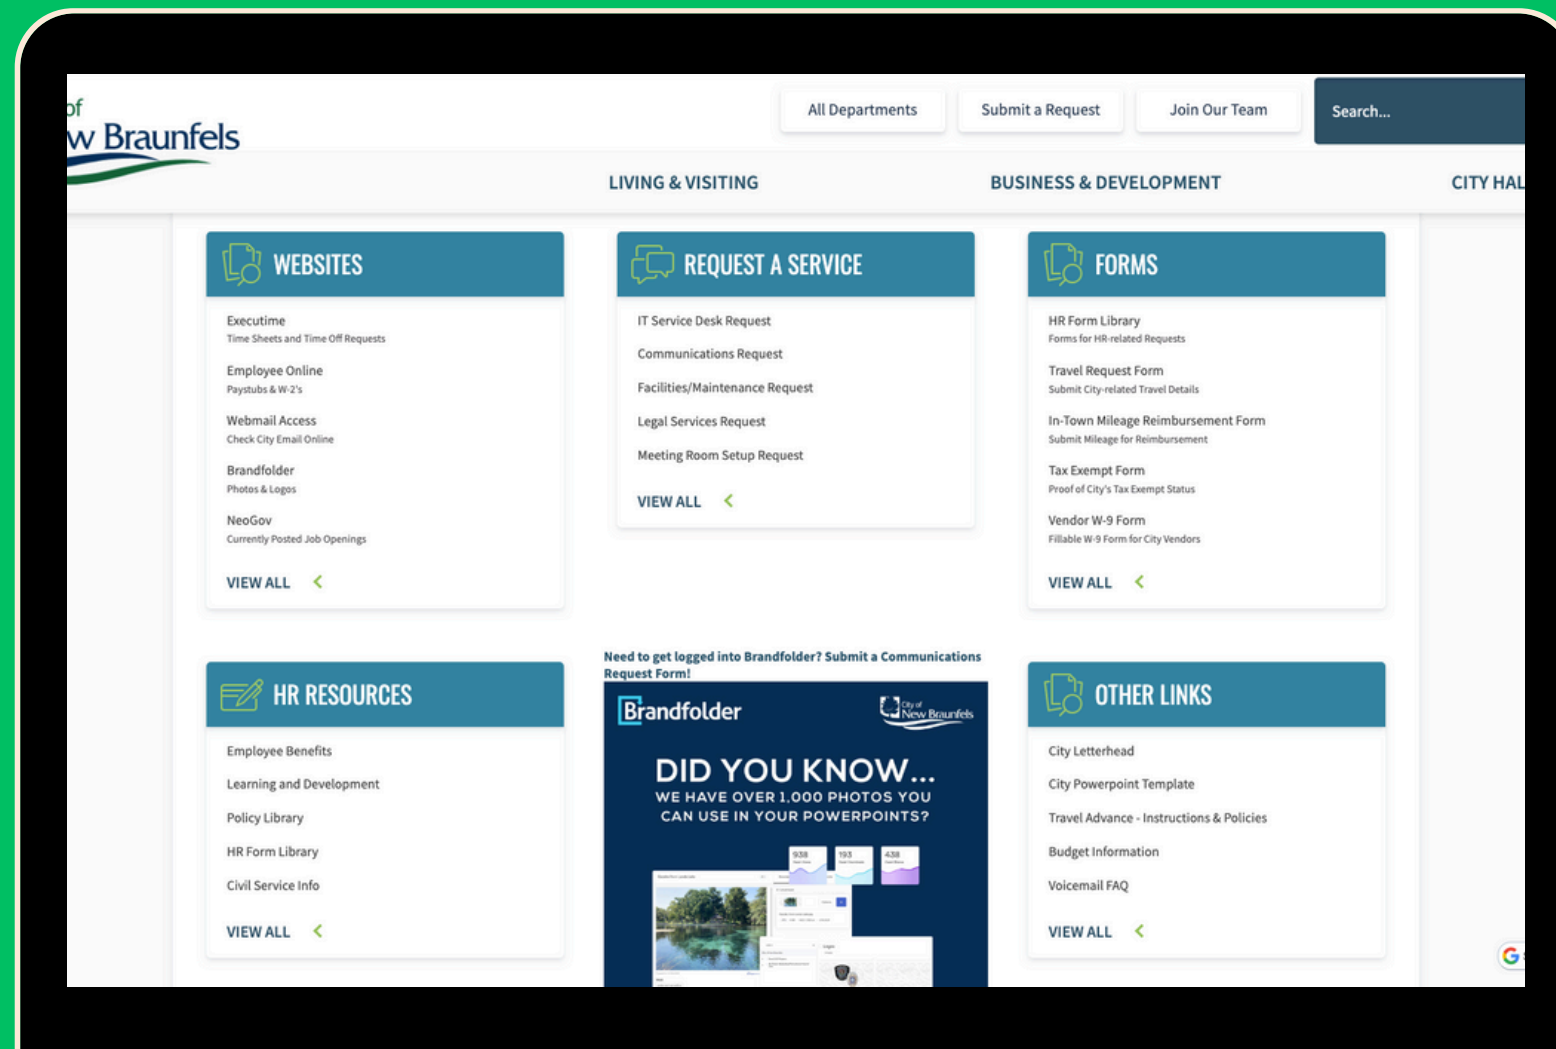 of
w Braunfels
All Departments
Submit a Request
Join Our Team
Search...
LIVING & VISITING
BUSINESS & DEVELOPMENT
CITY HAL
WEBSITES
Executime
Time Sheets and Time Off Requests
Employee Online
Paystubs & W-2's
Webmail Access
Check City Email Online
Brandfolder
Photos & Logos
NeoGov
Currently Posted Job Openings
VIEW ALL
REQUEST A SERVICE
IT Service Desk Request
Communications Request
Facilities/Maintenance Request
Legal Services Request
Meeting Room Setup Request
VIEW ALL
FORMS
HR Form Library
Forms for HR-related Requests
Travel Request Form
Submit City-related Travel Details
In-Town Mileage Reimbursement Form
Submit Mileage for Reimbursement
Tax Exempt Form
Proof of City's Tax Exempt Status
Vendor W-9 Form
Fillable W-9 Form for City Vendors
VIEW ALL
HR RESOURCES
Employee Benefits
Learning and Development
Policy Library
HR Form Library
Civil Service Info
VIEW ALL
Need to get logged into Brandfolder? Submit a Communications
Request Form!
Brandfolder
City of
New Braunfels
DID YOU KNOW...
WE HAVE OVER 1,000 PHOTOS YOU
CAN USE IN YOUR POWERPOINTS?
938
193
438
OTHER LINKS
City Letterhead
City Powerpoint Template
Travel Advance - Instructions & Policies
Budget Information
Voicemail FAQ
VIEW ALL
G